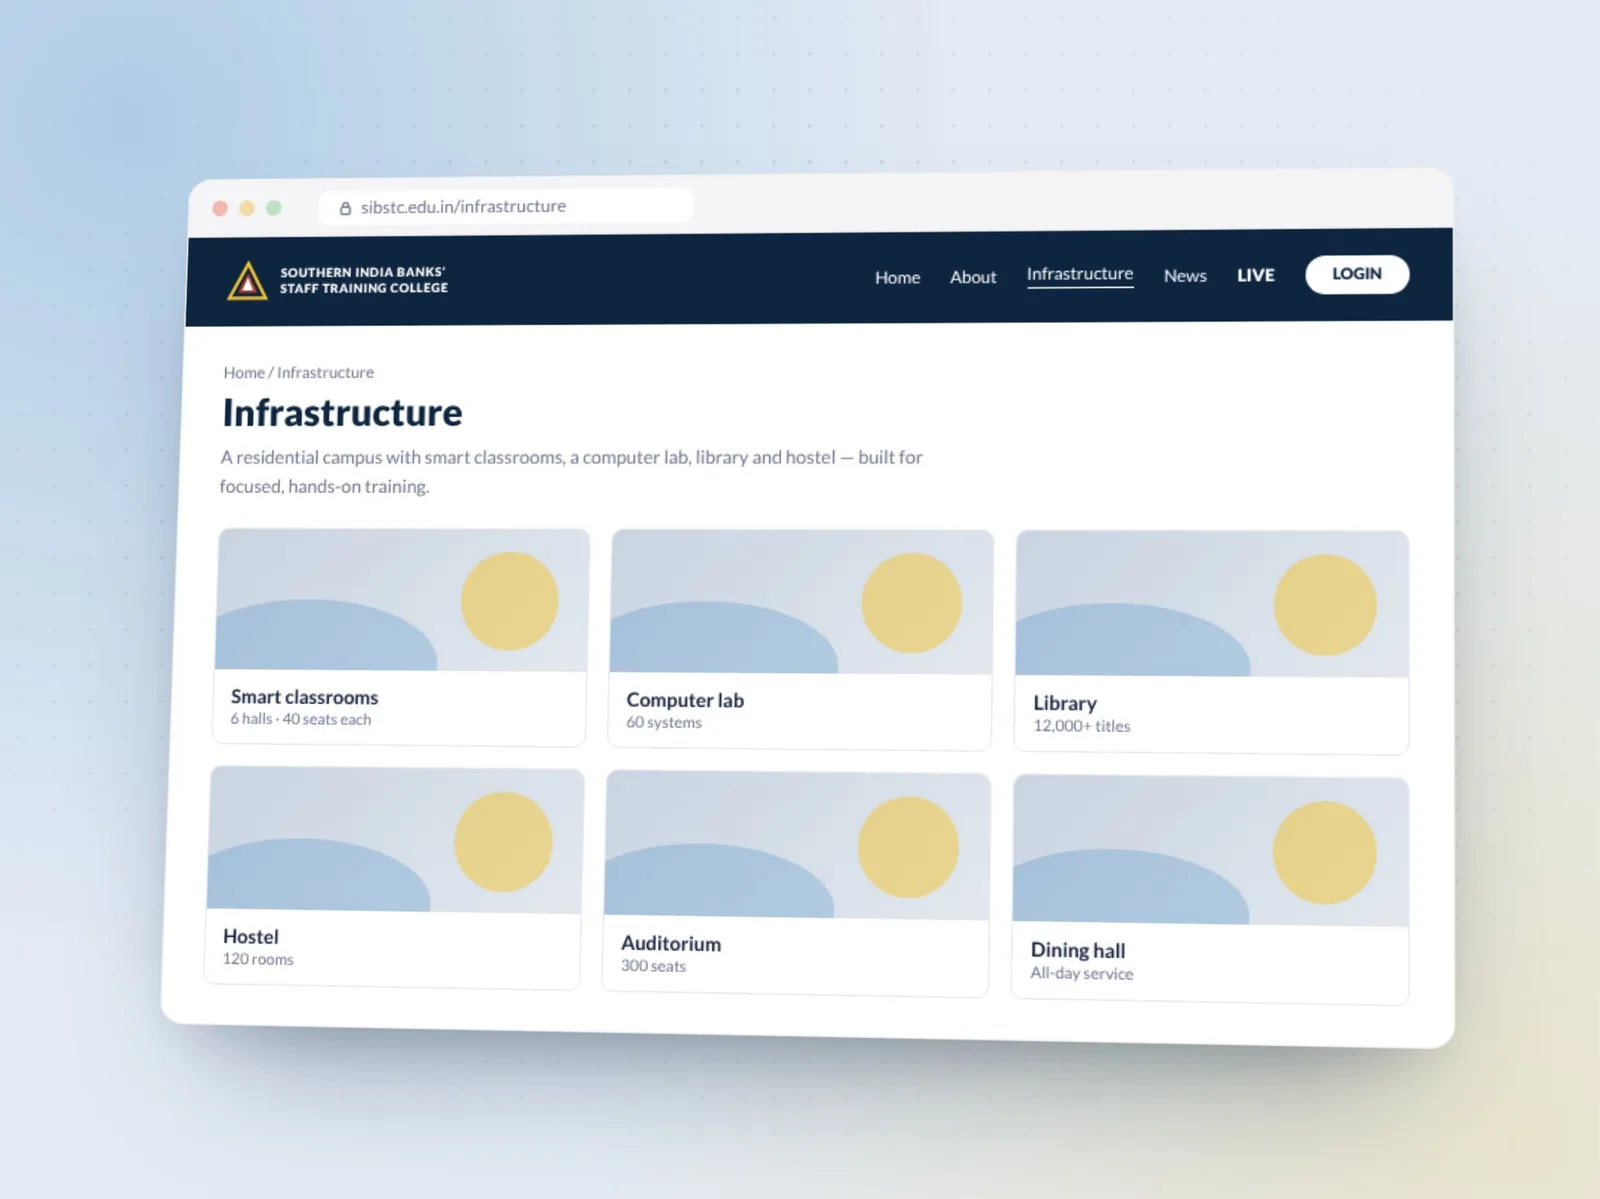 sibstc.edu.in/infrastructure
SOUTHERN INDIA BANKS'
STAFF TRAINING COLLEGE
Home
About
Infrastructure
News
LIVE
LOGIN
Home / Infrastructure
Infrastructure
A residential campus with smart classrooms, a computer lab, library and hostel — built for
focused, hands-on training.
Smart classrooms
6 halls · 40 seats each
Computer lab
60 systems
Library
12,000+ titles
Hostel
120 rooms
Auditorium
300 seats
Dining hall
All-day service